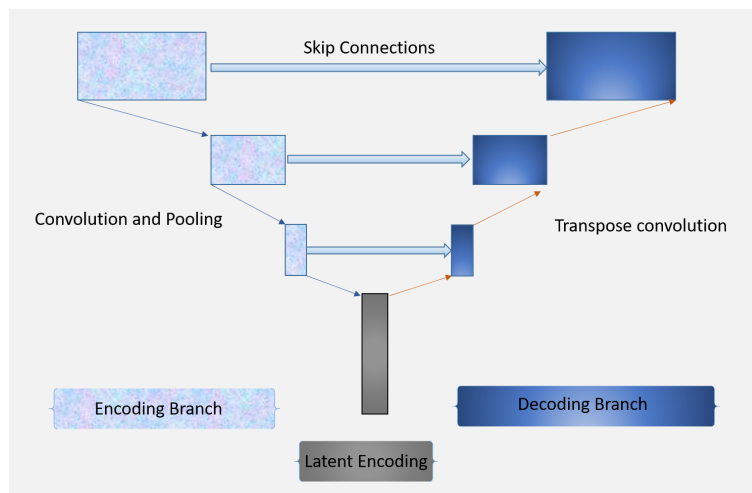 Skip Connections
Convolution and Pooling
Transpose convolution
Encoding Branch
Decoding Branch
Latent Encoding